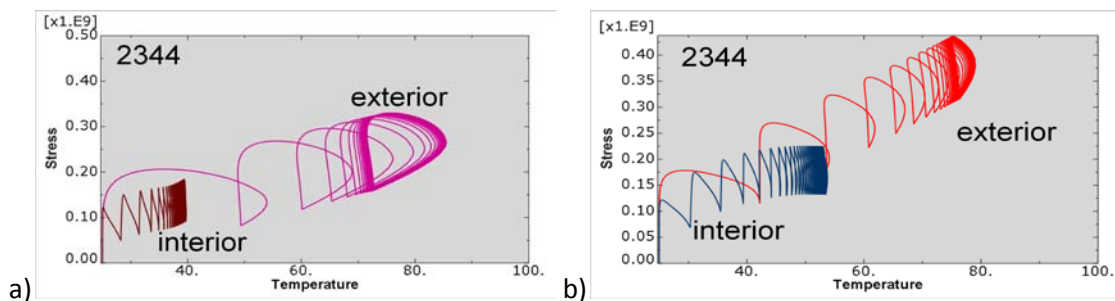 [x1.E9]
0.50
0.40
0.30
0.20
0.10
0.00
Stress
2344
exterior
interior
40.
60.
80.
100.
Temperature
a)
[x1.E9]
0.40
0.35
0.30
0.25
0.20
0.15
0.10
0.05
0.00
Stress
2344
exterior
interior
40.
60.
80.
100.
Temperature
b)